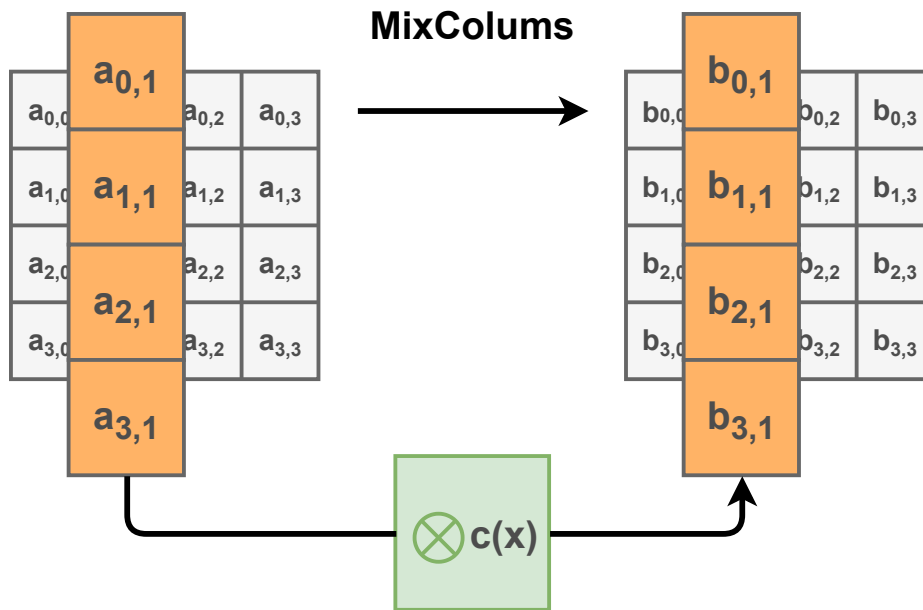 MixColums
a0,1
b0,1
a0,0 a0,2 a0,3
b0,0 b0,2 b0,3
a1,0 a1,1 a1,2 a1,3
b1,0 b1,1 b1,2 b1,3
a2,0 a2,2 a2,3
b2,0 b2,2 b2,3
a2,1
b2,1
a3,0 a3,2 a3,3
b3,0 b3,2 b3,3
a3,1
b3,1
⊗ c(x)